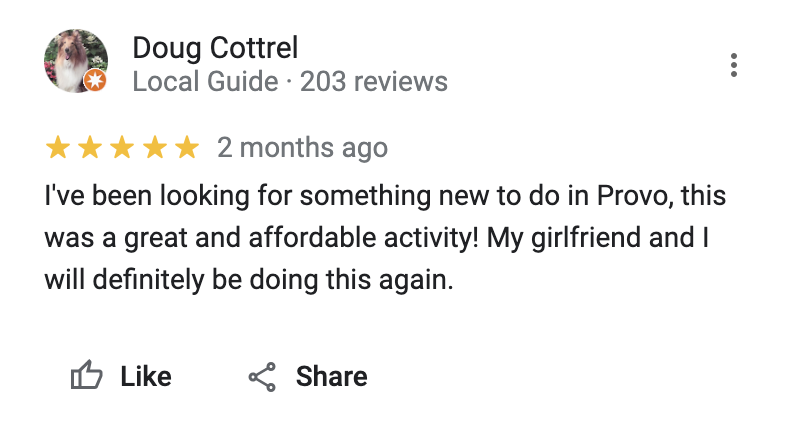 Doug Cottrel
Local Guide · 203 reviews
2 months ago
I've been looking for something new to do in Provo, this
was a great and affordable activity! My girlfriend and I
will definitely be doing this again.
Like Share